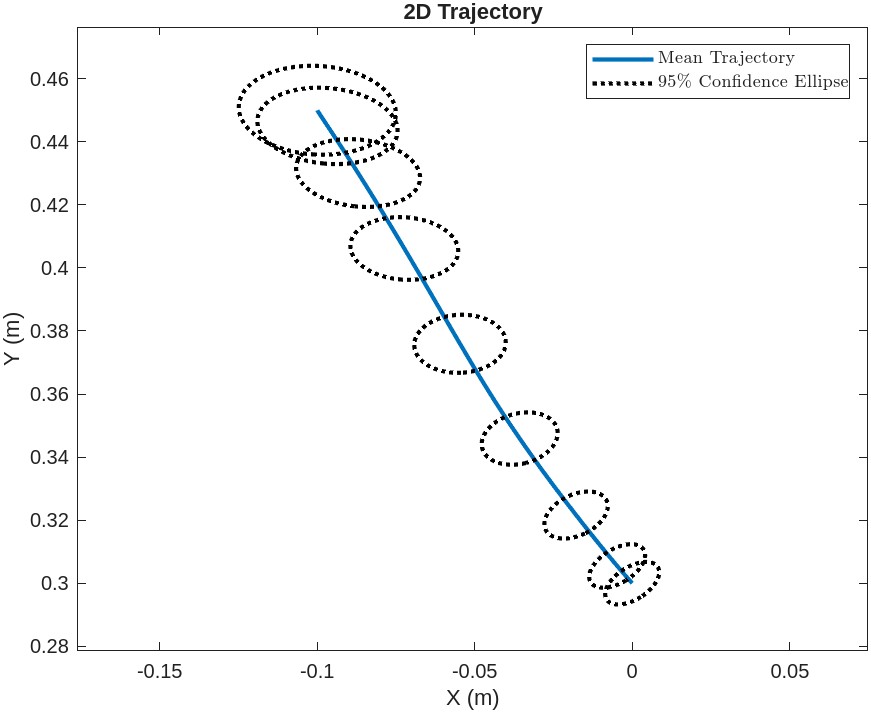 2D Trajectory
Mean Trajectory
95% Confidence Ellipse
0.46
0.44
0.42
0.4
0.38
0.36
0.34
0.32
0.3
0.28
Y (m)
-0.15 -0.1 -0.05 0 0.05
X (m)